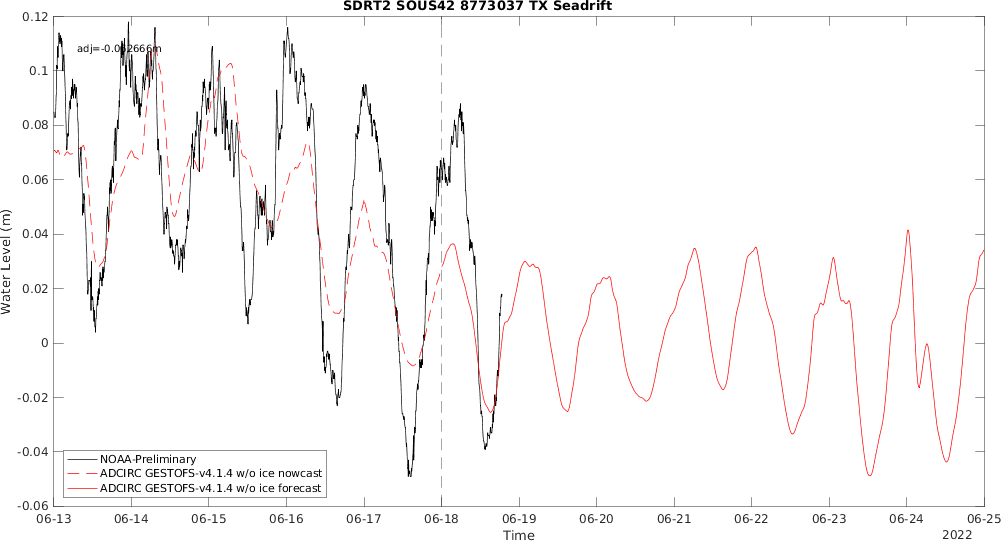 SDRT2 SOUS42 8773037 TX Seadrift
0.12
adj=-0.062666m
0.1
0.08
0.06
0.04
0.02
0
-0.02
-0.04
-0.06
Water Level (m)
NOAA-Preliminary
ADCIRC GESTOFS-v4.1.4 w/o ice nowcast
ADCIRC GESTOFS-v4.1.4 w/o ice forecast
06-13 06-14 06-15 06-16 06-17 06-18 06-19 06-20 06-21 06-22 06-23 06-24 06-25
Time
2022